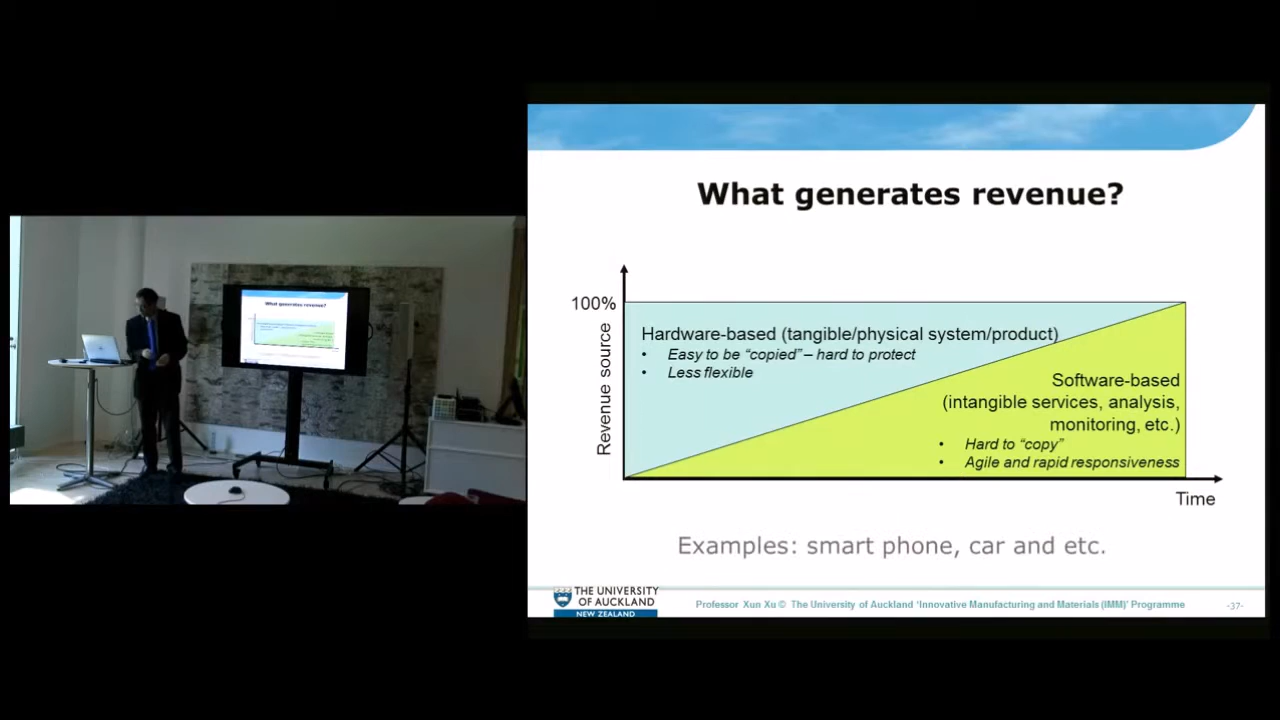 What generates revenue?
What generates revenue?
100%
Revenue source
Hardware-based (tangible/physical system/product)
• Easy to be “copied” – hard to protect
• Less flexible
Software-based
(intangible services, analysis,
monitoring, etc.)
• Hard to “copy”
• Agile and rapid responsiveness
Time
Examples: smart phone, car and etc.
THE UNIVERSITY
OF AUCKLAND
NEW ZEALAND
Professor Xun Xu © The University of Auckland ‘Innovative Manufacturing and Materials (IMM)’ Programme
-37-